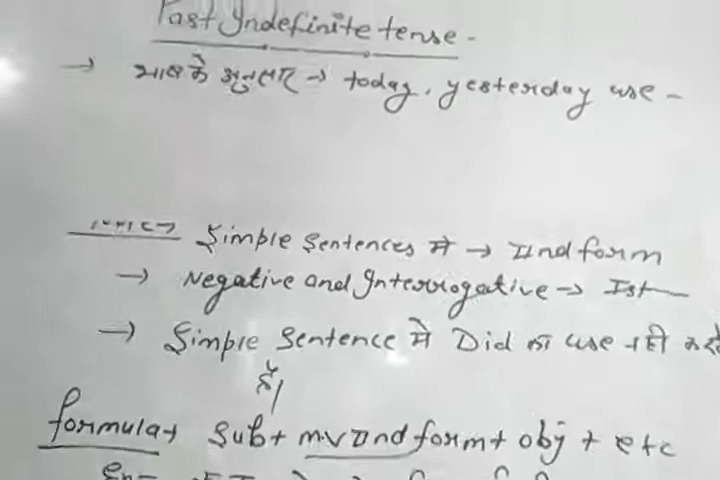 Past Indefinite tense -
→ भाव के अनुसार → today, yesterday use -
Simple Sentences में → IInd form
→ Negative and Interrogative → Ist
→ Simple Sentence में Did का use नही करते
हैं।
formula → Sub + m.v IInd form + obj + etc